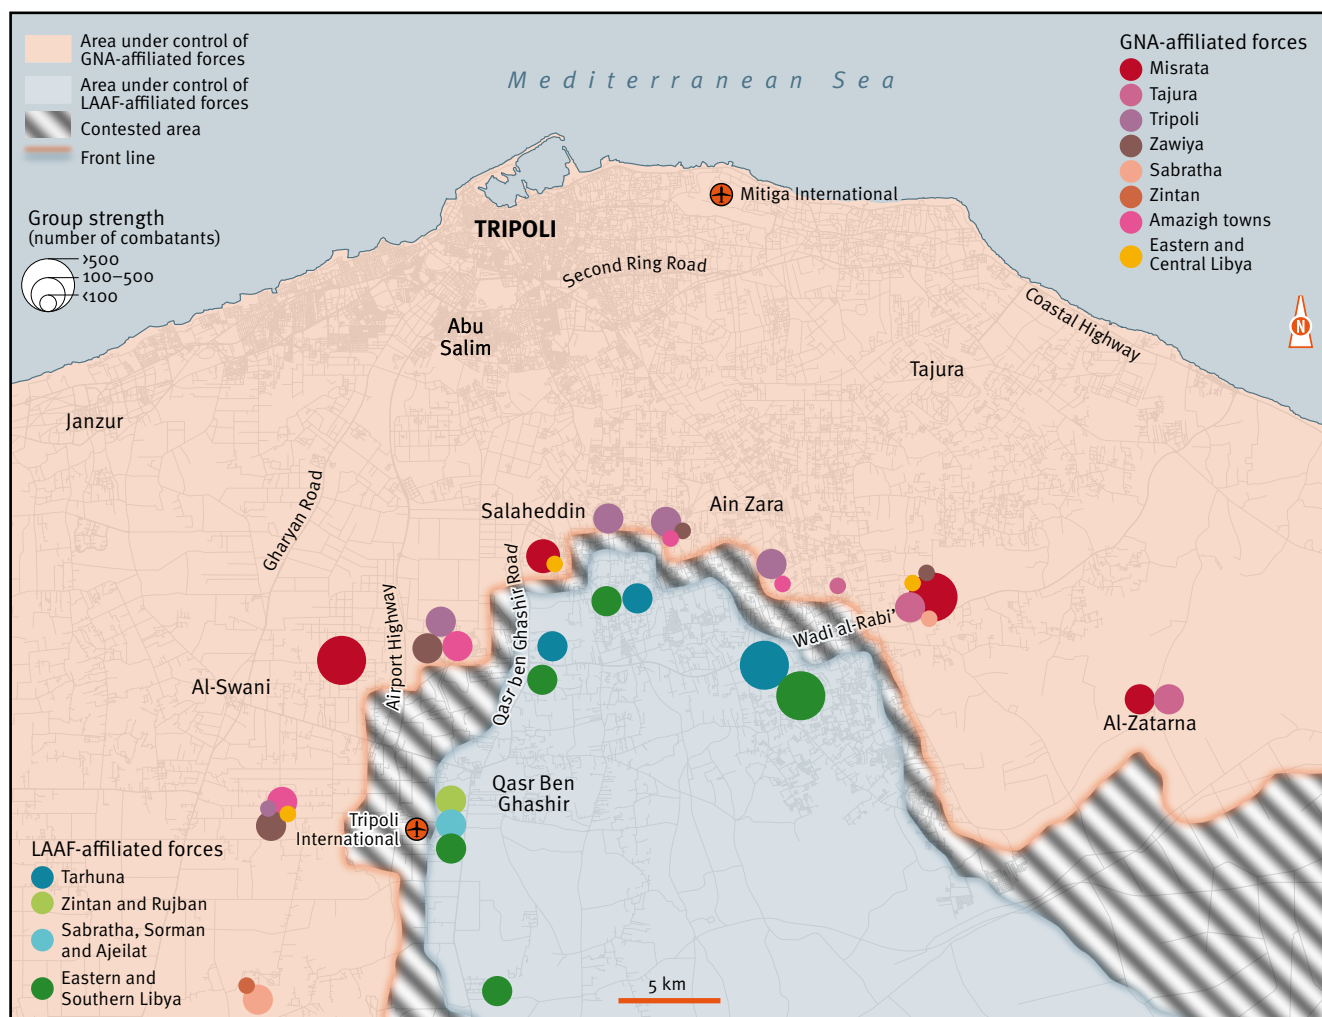 Area under control of
GNA-affiliated forces
Area under control of
LAAF-affiliated forces
Contested area
Front line
Group strength
(number of combatants)
>500
100–500
<100
Mediterranean Sea
GNA-affiliated forces
Misrata
Tajura
Tripoli
Zawiya
Sabratha
Zintan
Amazigh towns
Eastern and
Central Libya
N
Mitiga International
TRIPOLI
Second Ring Road
Coastal Highway
Abu
Salim
Tajura
Janzur
Gharyan Road
Salaheddin
Ain Zara
Airport Highway
Qasr ben Ghashir Road
Wadi al-Rabi'
Al-Swani
Al-Zatarna
Qasr Ben
Ghashir
Tripoli
International
LAAF-affiliated forces
Tarhuna
Zintan and Rujban
Sabratha, Sorman
and Ajeilat
Eastern and
Southern Libya
5 km